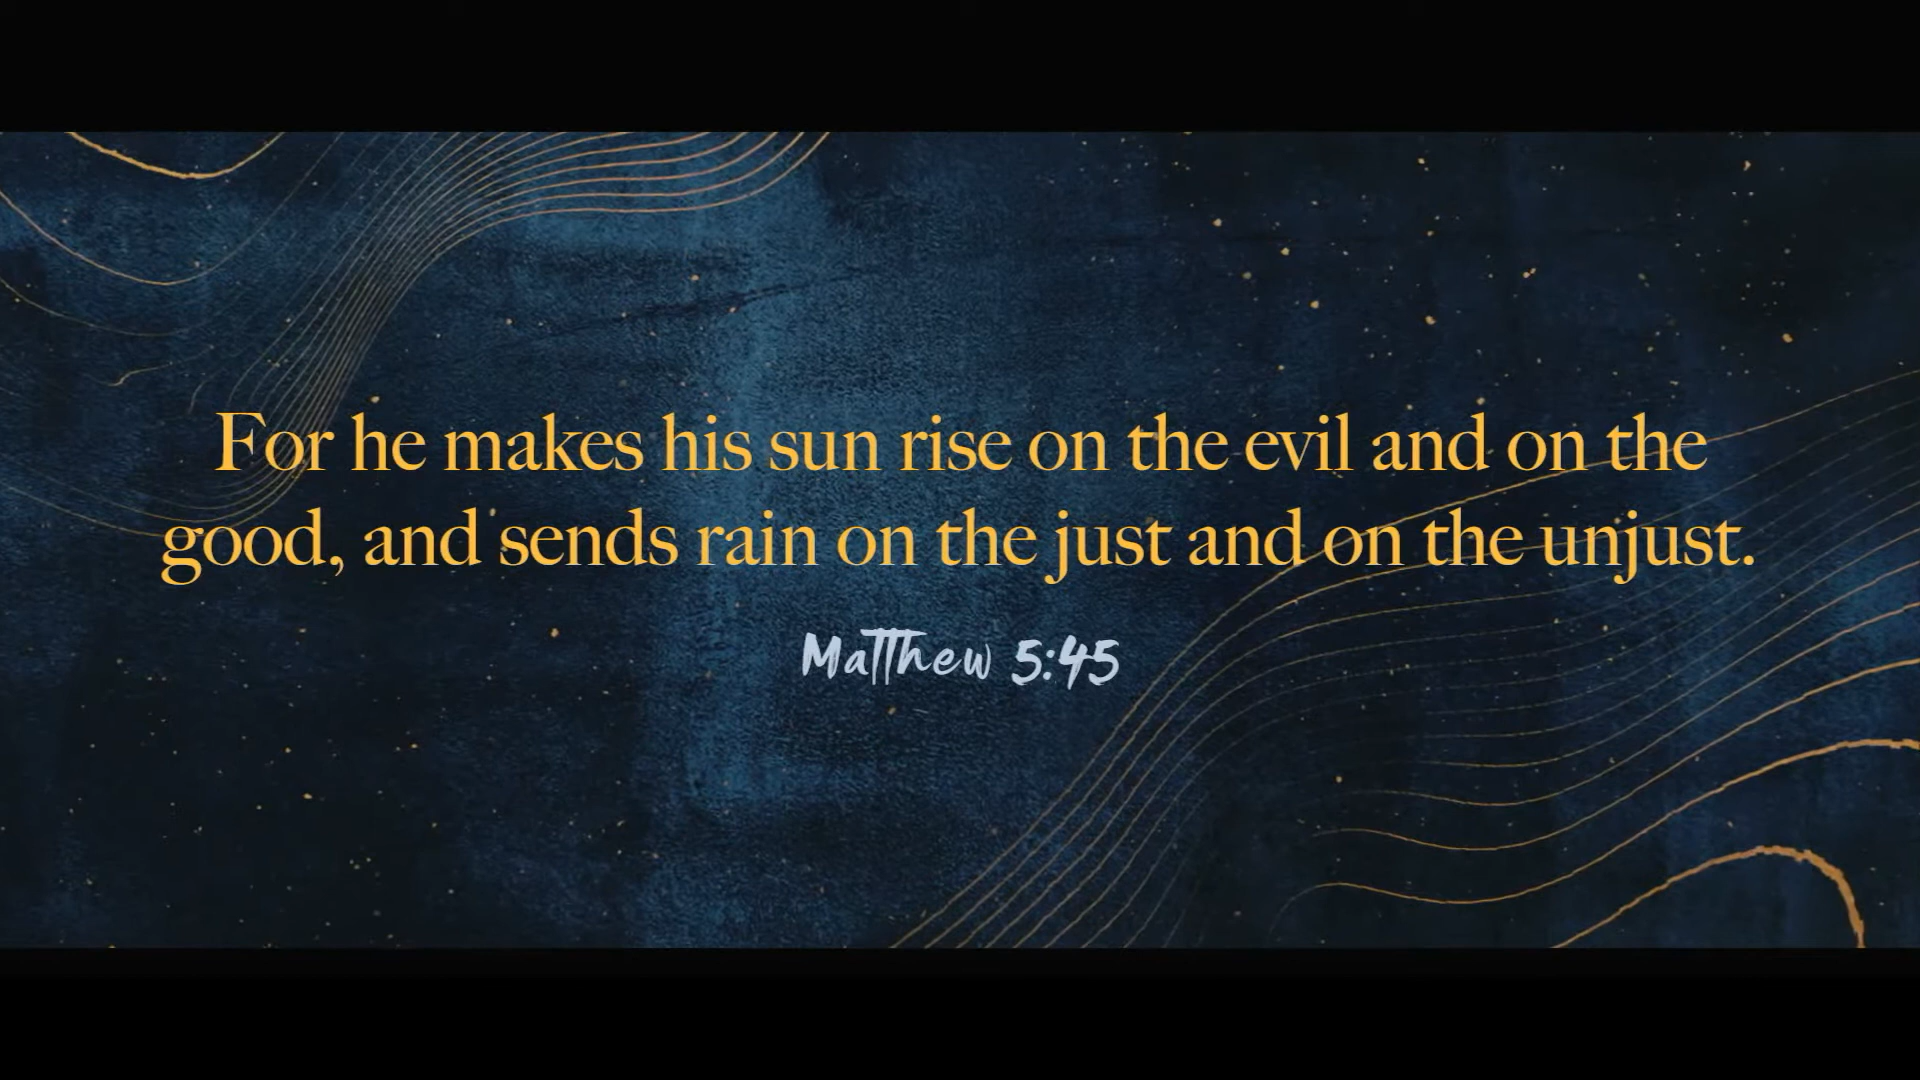 For he makes his sun rise on the evil and on the
good, and sends rain on the just and on the unjust.
Matthew 5:45